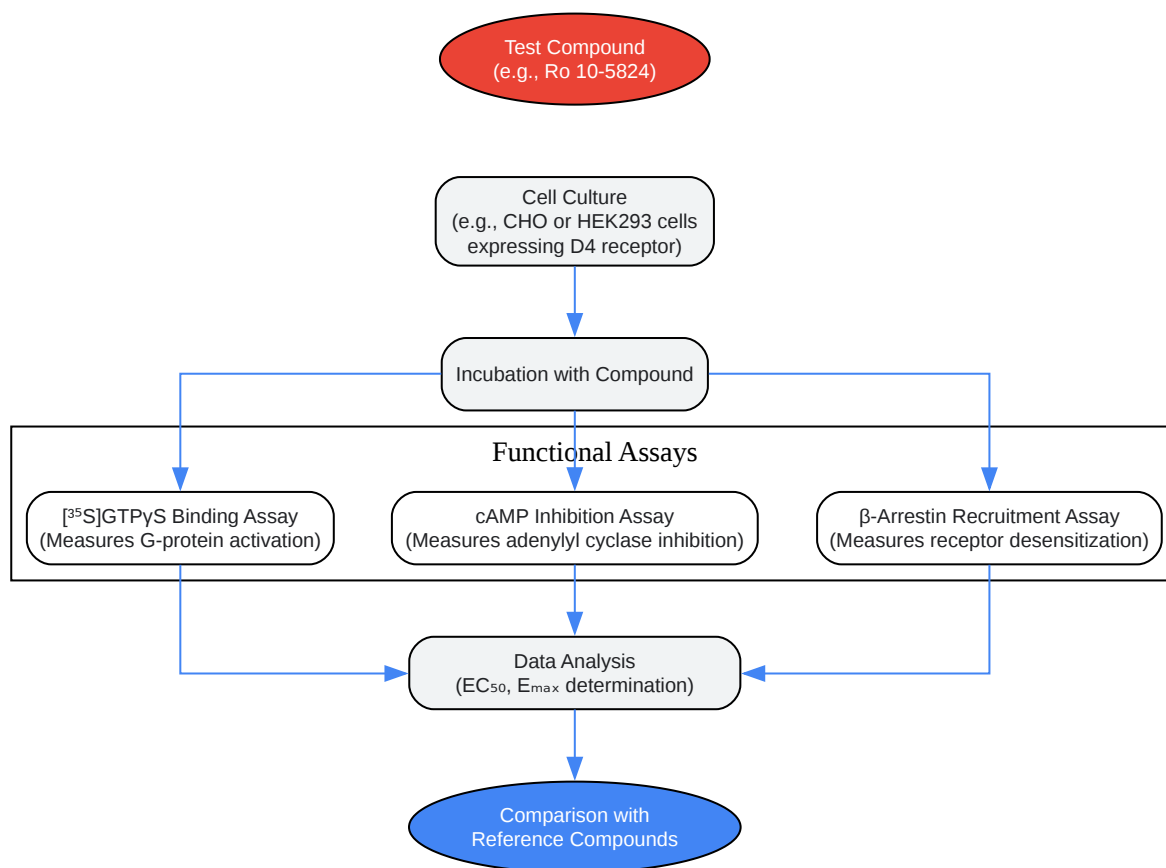 Test Compound
(e.g., Ro 10-5824)
Cell Culture
(e.g., CHO or HEK293 cells
expressing D4 receptor)
Incubation with Compound
Functional Assays
[³⁵S]GTPγS Binding Assay
(Measures G-protein activation)
cAMP Inhibition Assay
(Measures adenylyl cyclase inhibition)
β-Arrestin Recruitment Assay
(Measures receptor desensitization)
Data Analysis
(EC₅₀, Eₘₐₓ determination)
Comparison with
Reference Compounds